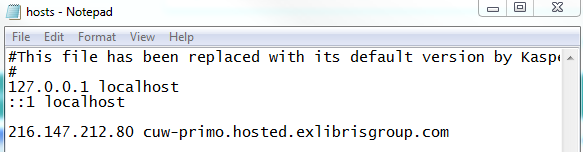 hosts - Notepad
File Edit Format View Help
#This file has been replaced with its default version by Kaspe
#
127.0.0.1 localhost
::1 localhost
216.147.212.80 cuw-primo.hosted.exlibrisgroup.com